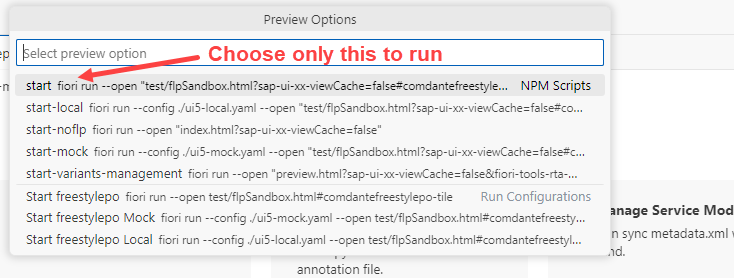 Preview Options
Select preview option
Choose only this to run
start fiori run --open "test/flpSandbox.html?sap-ui-xx-viewCache=false#comdantefreestyle... NPM Scripts
start-local fiori run --config ./ui5-local.yaml --open "test/flpSandbox.html?sap-ui-xx-viewCache=false#co...
start-noflp fiori run --open "index.html?sap-ui-xx-viewCache=false"
start-mock fiori run --config ./ui5-mock.yaml --open "test/flpSandbox.html?sap-ui-xx-viewCache=false#c...
start-variants-management fiori run --open "preview.html?sap-ui-xx-viewCache=false&fiori-tools-rta-...
Start freestylepo fiori run --open test/flpSandbox.html#comdantefreestylepo-tile Run Configurations
Start freestylepo Mock fiori run --config ./ui5-mock.yaml --open test/flpSandbox.html#comdantefreesty...
Start freestylepo Local fiori run --config ./ui5-local.yaml --open test/flpSandbox.html#comdantefreestyl...
anage Service Mod
n sync metadata.xml w
nd.
annotation file.